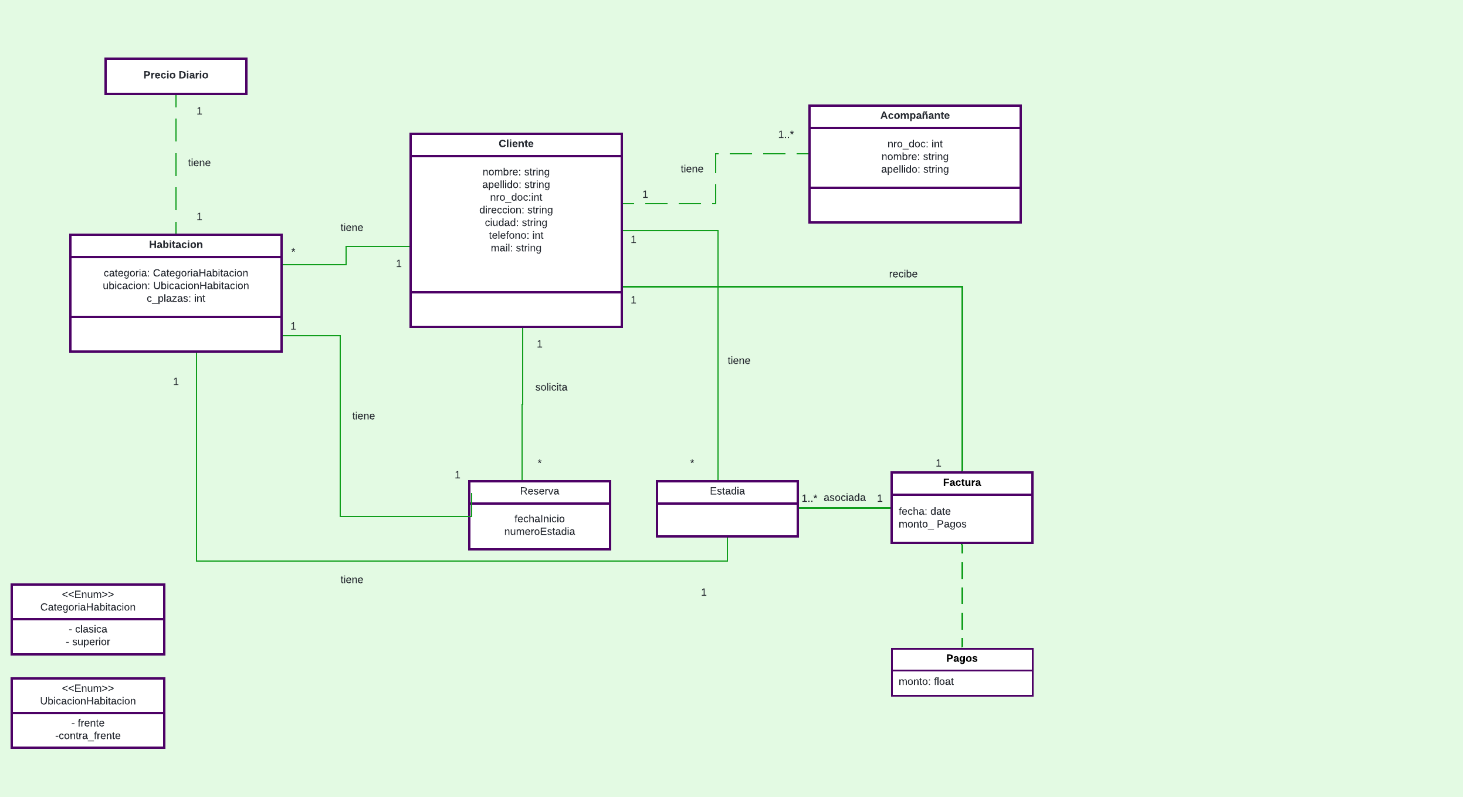 Precio Diario
1
tiene
1
Habitacion
categoria: CategoriaHabitacion
ubicacion: UbicacionHabitacion
c_plazas: int
tiene
*
1
Cliente
nombre: string
apellido: string
nro_doc:int
direccion: string
ciudad: string
telefono: int
mail: string
1..*
tiene
1
Acompañante
nro_doc: int
nombre: string
apellido: string
1
recibe
1
1
tiene
1
1
solicita
tiene
1
*
*
1
Reserva
fechaInicio
numeroEstadia
Estadia
1..* asociada 1
Factura
fecha: date
monto_ Pagos
tiene
1
<<Enum>>
CategoriaHabitacion
- clasica
- superior
Pagos
monto: float
<<Enum>>
UbicacionHabitacion
- frente
-contra_frente